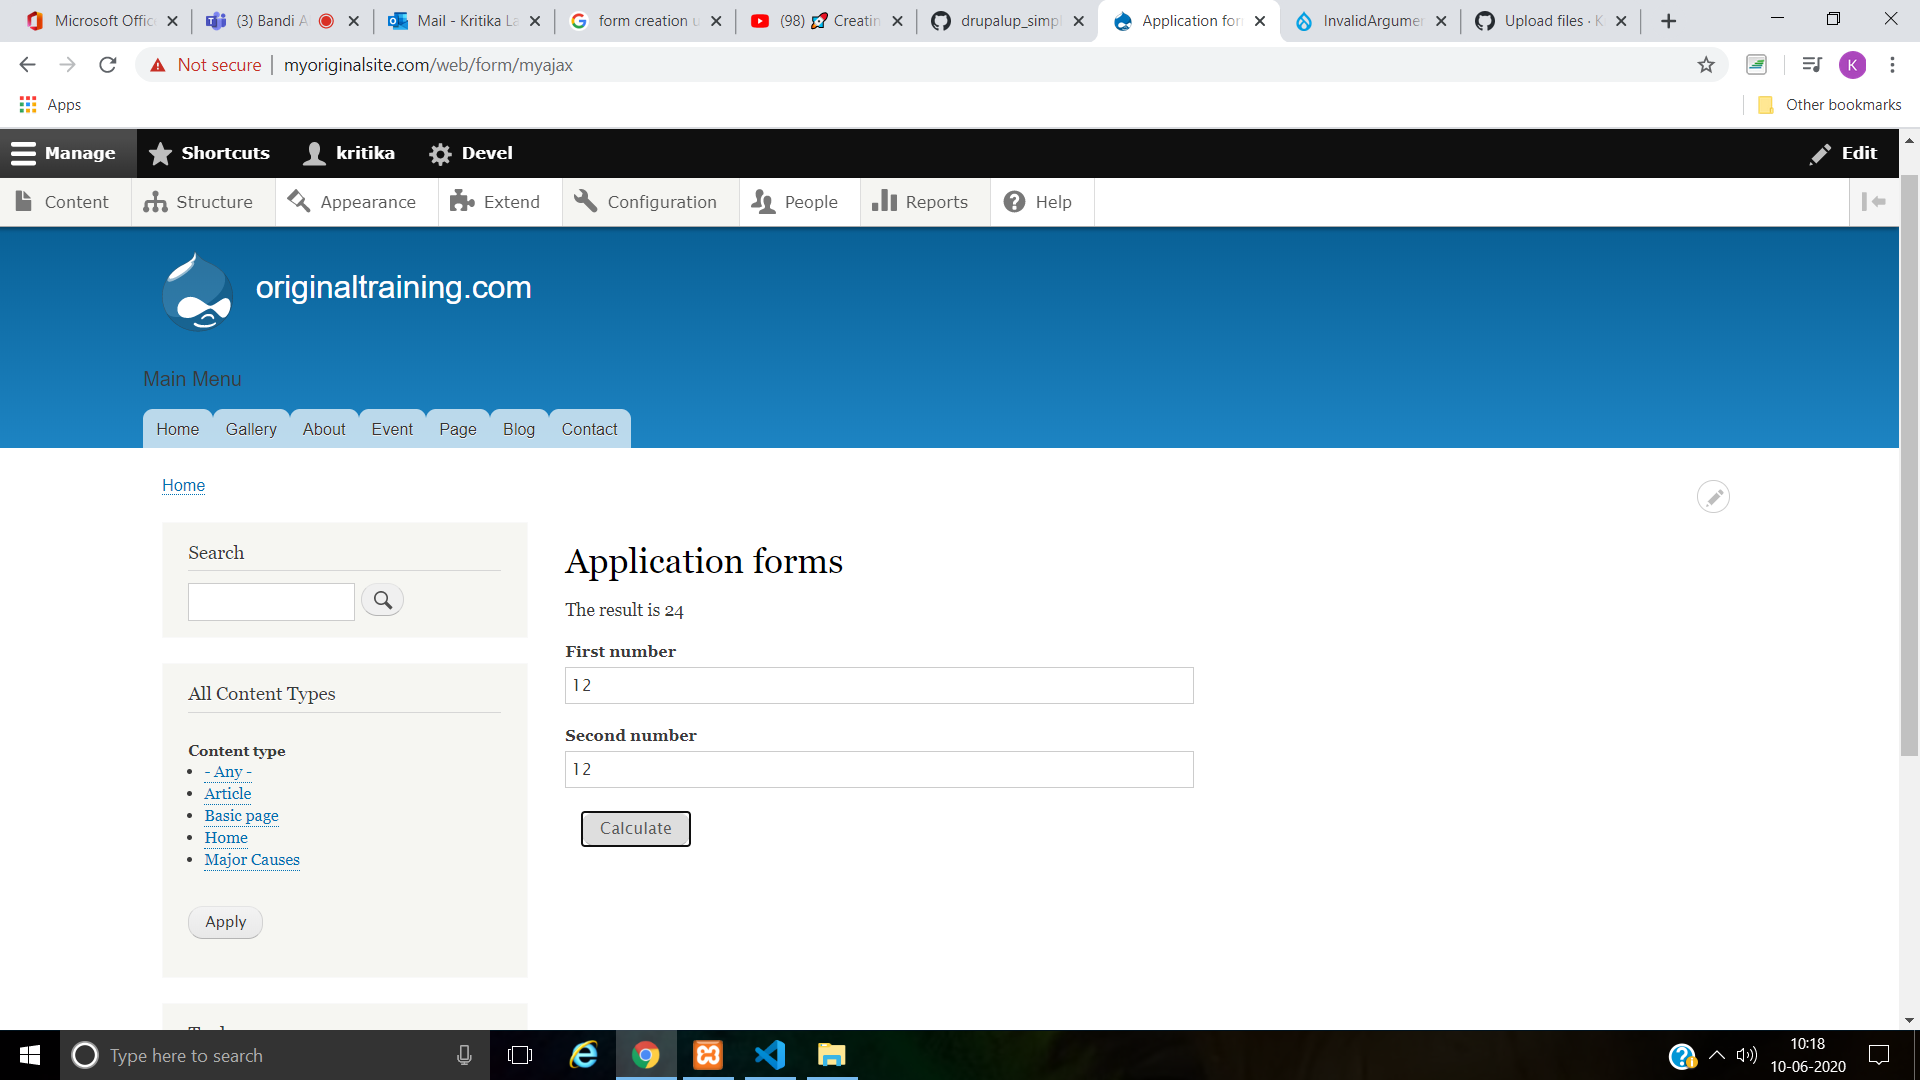 Microsoft Offic
(3) Bandi A
Mail - Kritika La
form creation u
(98) 🚀 Creatin
drupalup_simp
Application for
InvalidArgumen
Upload files · K
Not secure | myoriginalsite.com/web/form/myajax
K
Apps
Other bookmarks
Manage Shortcuts kritika Devel Edit
Content Structure Appearance Extend Configuration People Reports Help
originaltraining.com
Main Menu
Home Gallery About Event Page Blog Contact
Home
Search
All Content Types
Content type
- Any -
Article
Basic page
Home
Major Causes
Apply
Application forms
The result is 24
First number
12
Second number
12
Calculate
Type here to search
10:18
10-06-2020